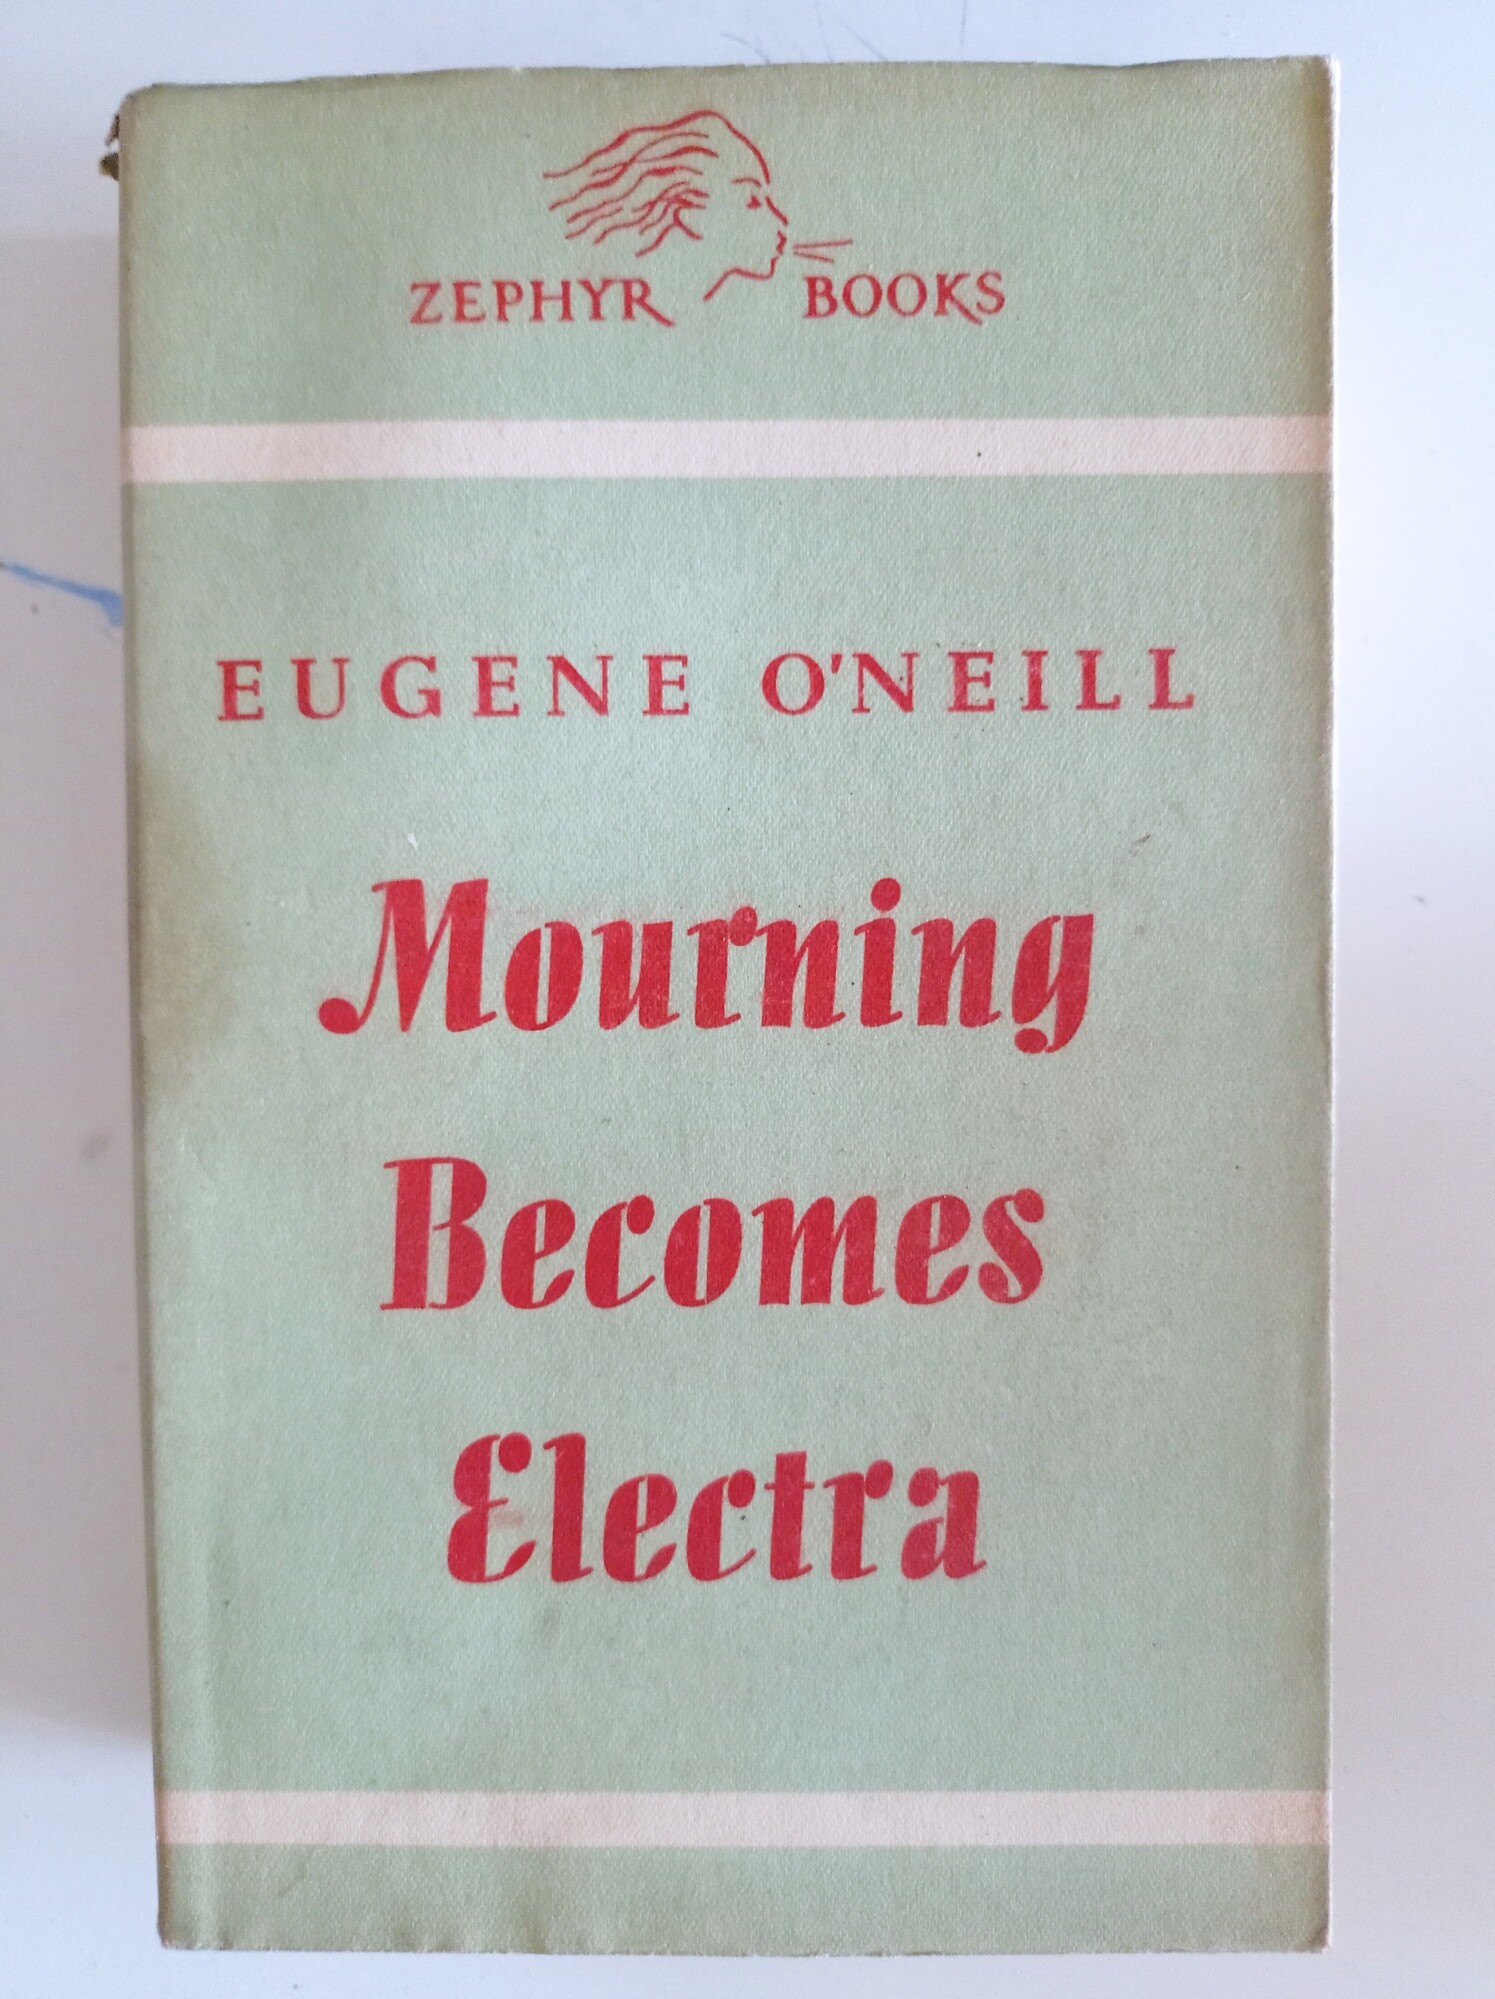 ZEPHYR BOOKS
EUGENE O'NEILL
Mourning
Becomes
Electra